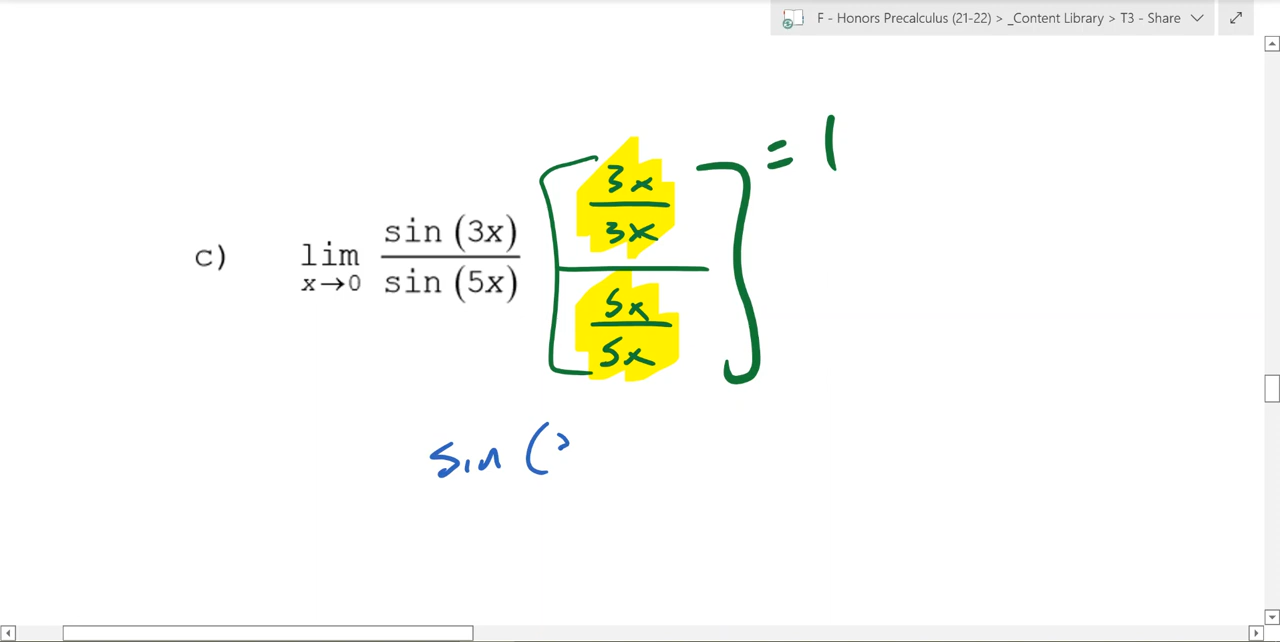 F - Honors Precalculus (21-22) > _Content Library > T3 - Share
c) lim x→0 sin (3x) / sin (5x) [ 3x/3x / 5x/5x ] = 1
sin (